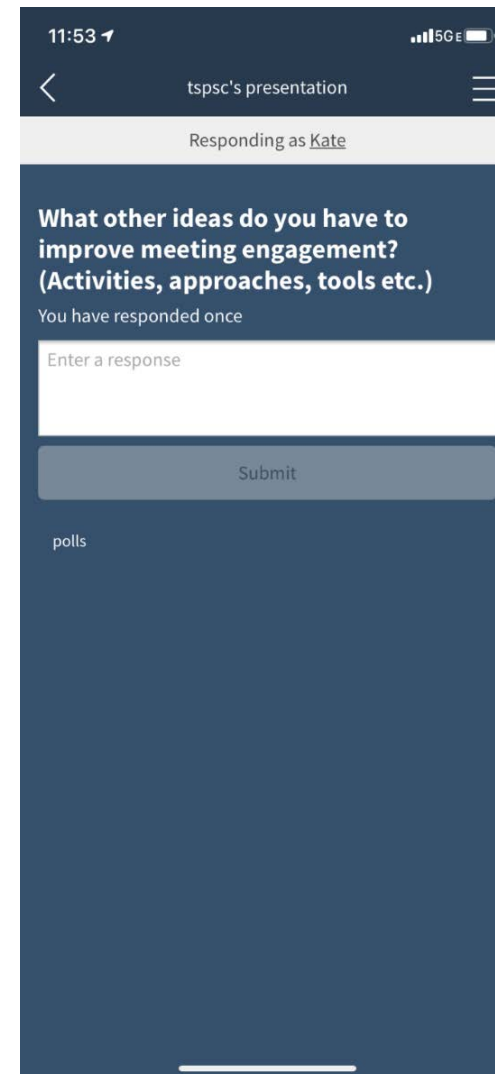 11:53
5G E
tspsc's presentation
Responding as Kate
What other ideas do you have to
improve meeting engagement?
(Activities, approaches, tools etc.)
You have responded once
Enter a response
Submit
polls